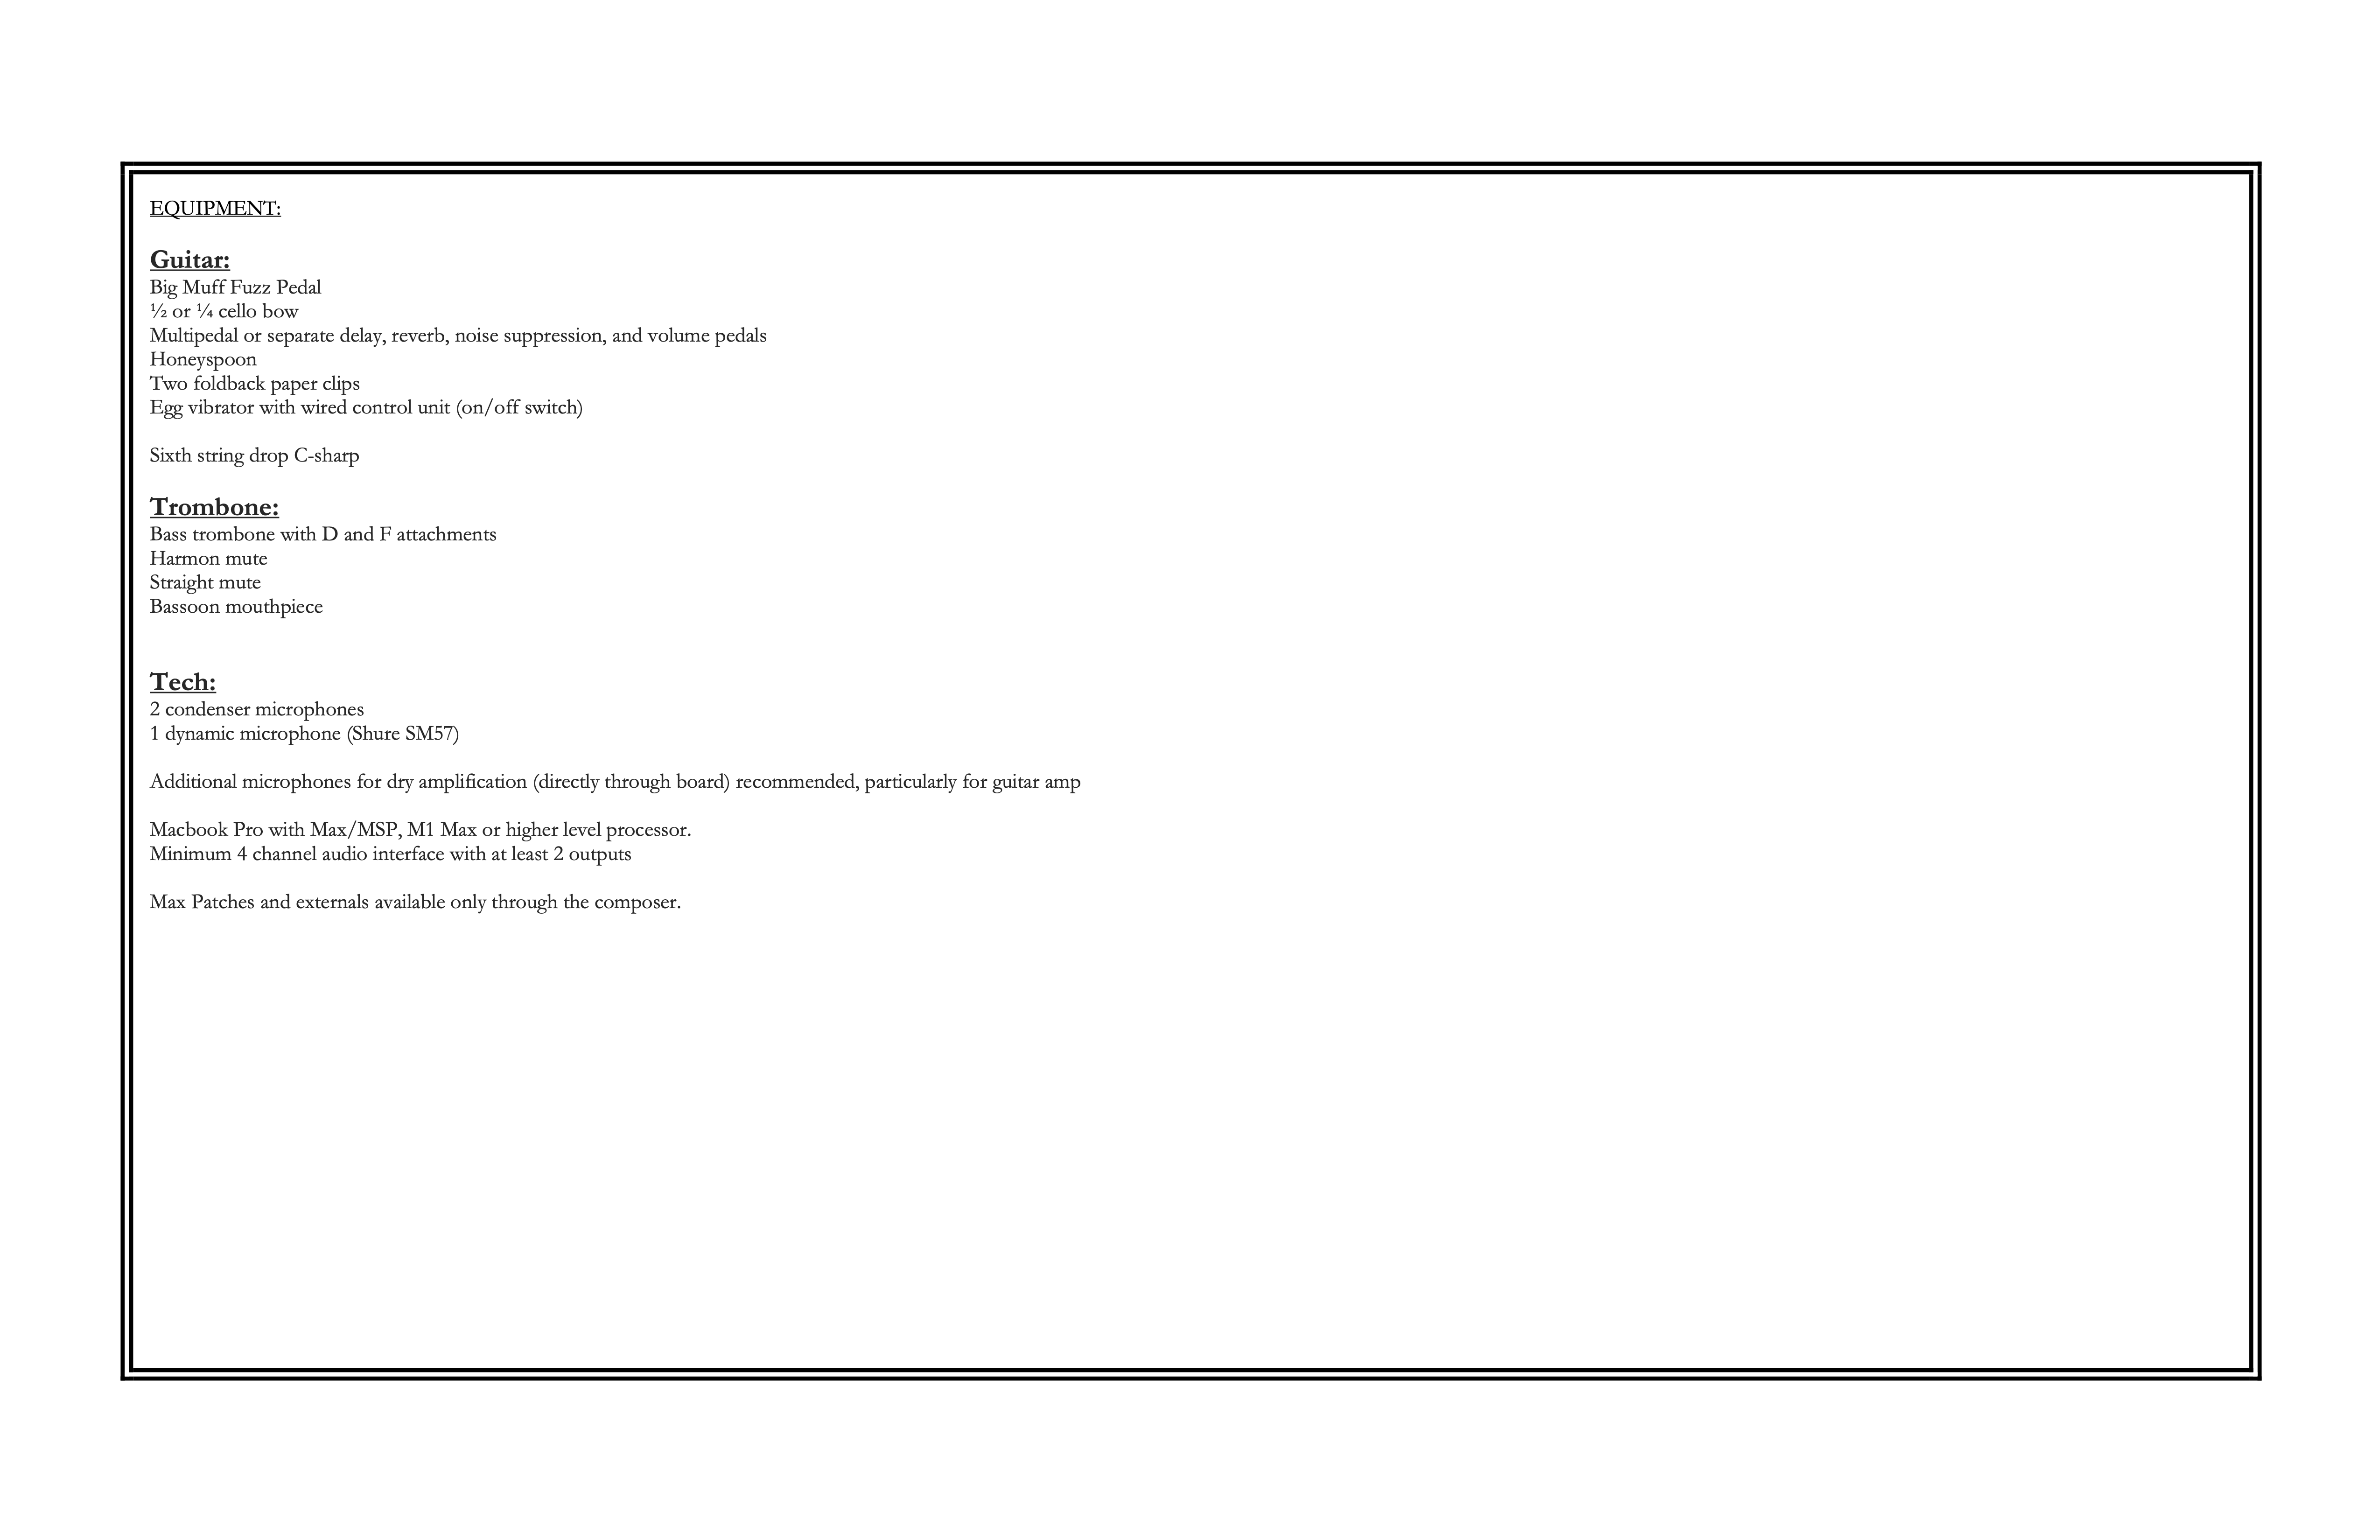 EQUIPMENT:
Guitar:
Big Muff Fuzz Pedal
½ or ¼ cello bow
Multipedal or separate delay, reverb, noise suppression, and volume pedals
Honeyspoon
Two foldback paper clips
Egg vibrator with wired control unit (on/off switch)
Sixth string drop C-sharp
Trombone:
Bass trombone with D and F attachments
Harmon mute
Straight mute
Bassoon mouthpiece
Tech:
2 condenser microphones
1 dynamic microphone (Shure SM57)
Additional microphones for dry amplification (directly through board) recommended, particularly for guitar amp
Macbook Pro with Max/MSP, M1 Max or higher level processor.
Minimum 4 channel audio interface with at least 2 outputs
Max Patches and externals available only through the composer.